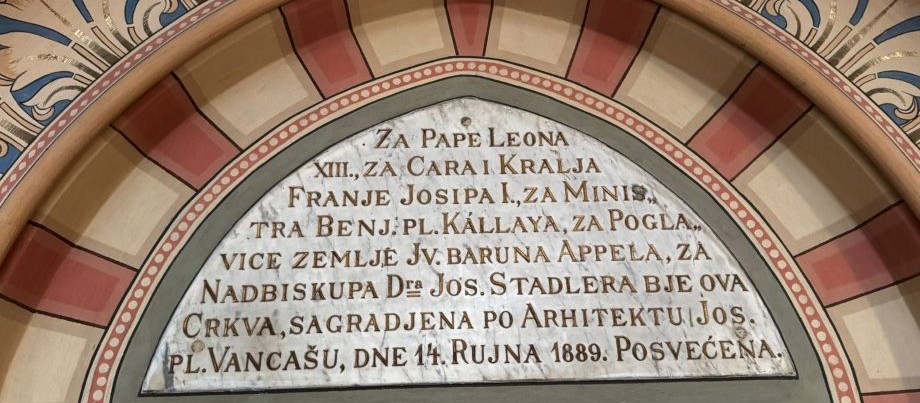 ZA PAPE LEONA
XIII., ZA CARA I KRALJA
FRANJE JOSIPA I., ZA MINIS„
TRA BENJ. PL. KÁLLAYA, ZA POGLA„
VICE ZEMLJE JV. BARUNA APPELA, ZA
NADBISKUPA Dra JOS. STADLERA BJE OVA
CRKVA, SAGRADJENA PO ARHITEKTU JOS.
PL. VANCAŠU, DNE 14. RUJNA 1889. POSVEĆENA.